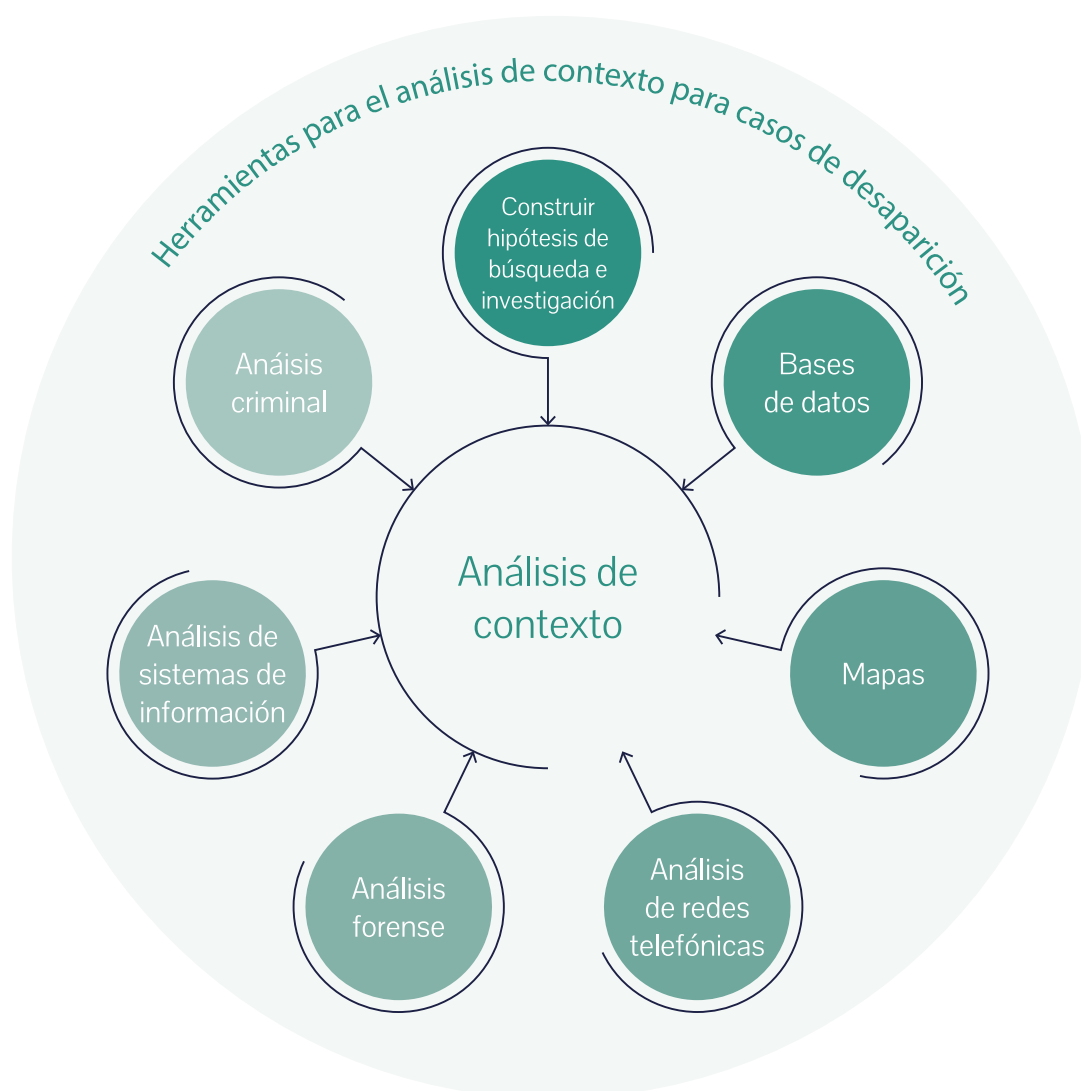 Herramientas para el análisis de contexto para casos de desaparición
Construir
hipótesis de
búsqueda e
investigación
Bases
de datos
Mapas
Análisis
de redes
telefónicas
Análisis
forense
Análisis de
sistemas de
información
Anáisis
criminal
Análisis de
contexto